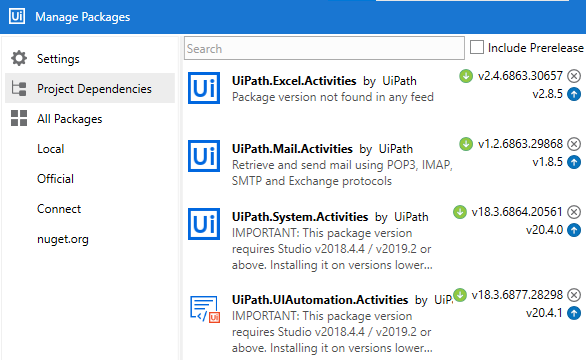 Ui Manage Packages
Settings
Project Dependencies
All Packages
Local
Official
Connect
nuget.org
Search
Include Prerelease
Ui
UiPath.Excel.Activities by UiPath
Package version not found in any feed
v2.4.6863.30657
v2.8.5
Ui
UiPath.Mail.Activities by UiPath
Retrieve and send mail using POP3, IMAP,
SMTP and Exchange protocols
v1.2.6863.29868
v1.8.5
Ui
UiPath.System.Activities by UiPath
IMPORTANT: This package version
requires Studio v2018.4.4 / v2019.2 or
above. Installing it on versions lower...
v18.3.6864.20561
v20.4.0
Ui
UiPath.UIAutomation.Activities by UiP
IMPORTANT: This package version
requires Studio v2018.4.4 / v2019.2 or
above. Installing it on versions lower...
v18.3.6877.28298
v20.4.1